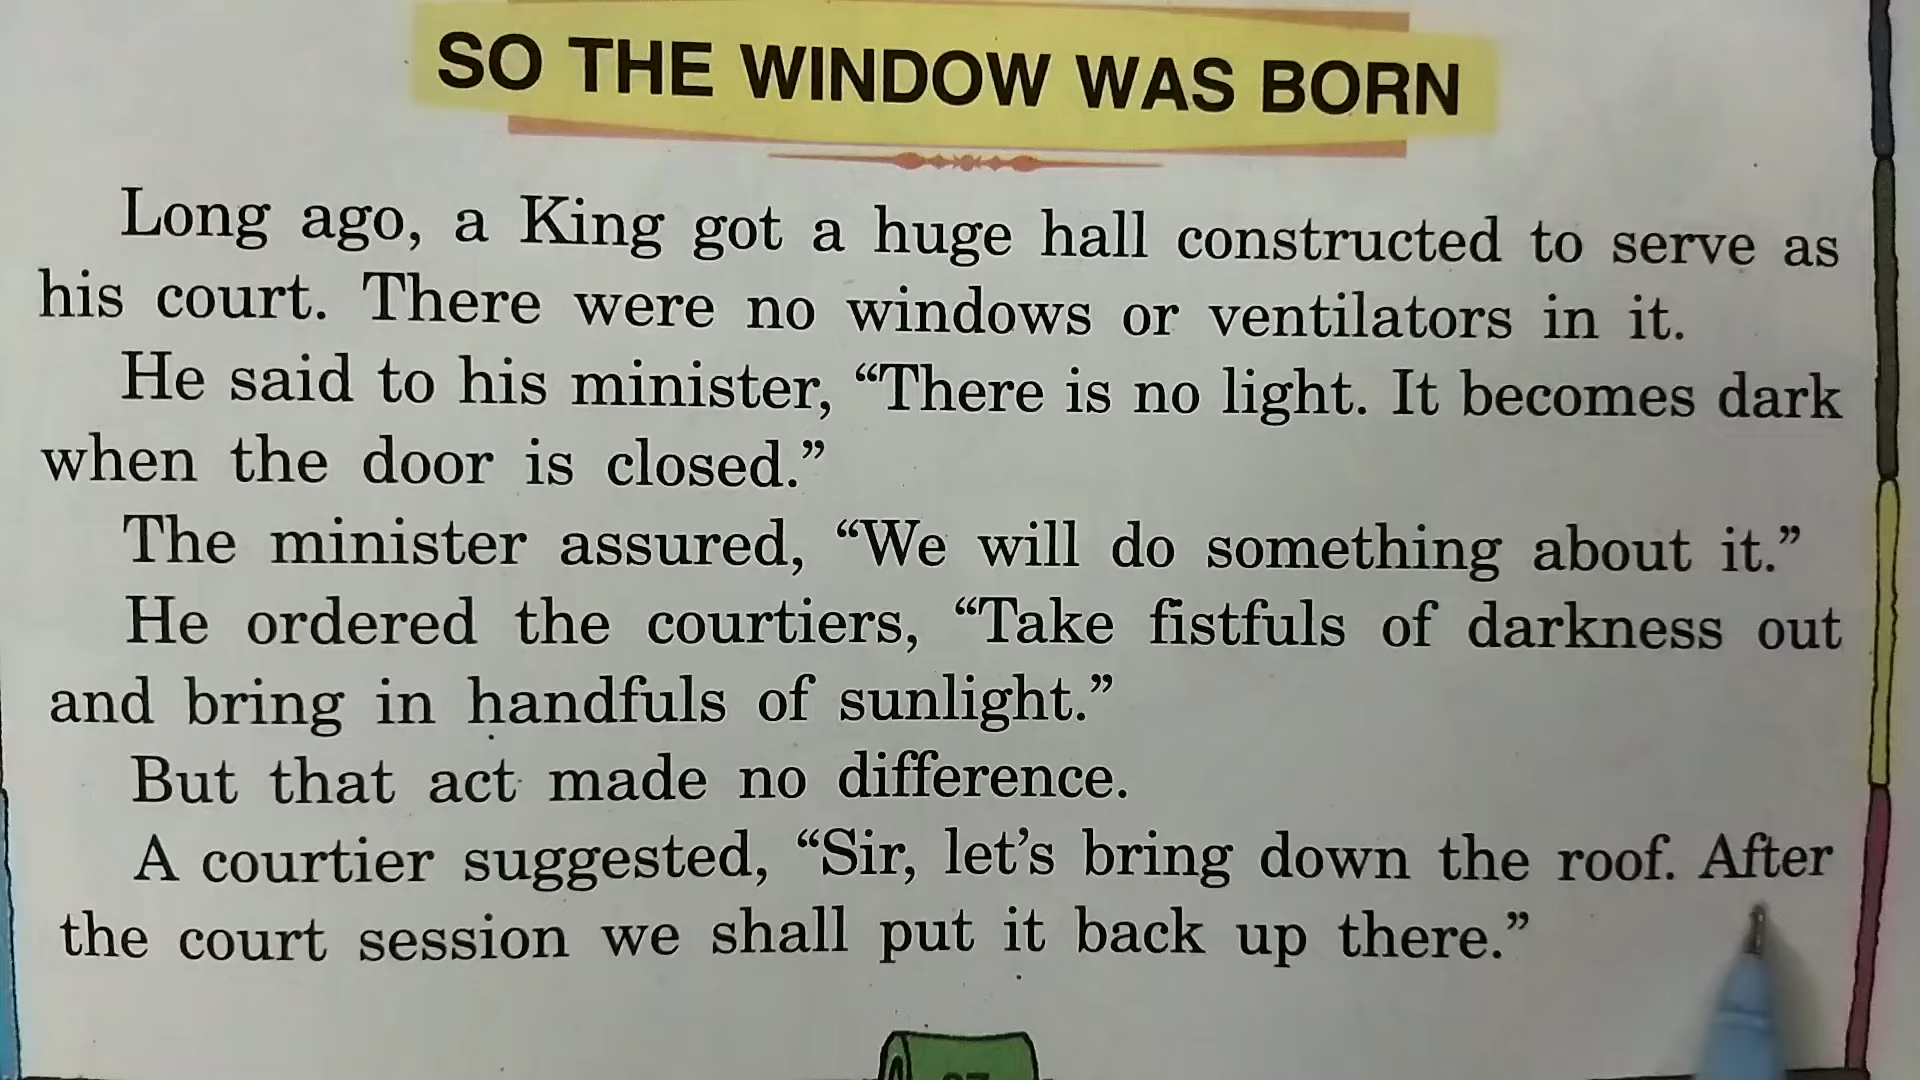 SO THE WINDOW WAS BORN
Long ago, a King got a huge hall constructed to serve as
his court. There were no windows or ventilators in it.
He said to his minister, “There is no light. It becomes dark
when the door is closed.”
The minister assured, “We will do something about it.”
He ordered the courtiers, “Take fistfuls of darkness out
and bring in handfuls of sunlight.”
But that act made no difference.
A courtier suggested, “Sir, let’s bring down the roof. After
the court session we shall put it back up there.”